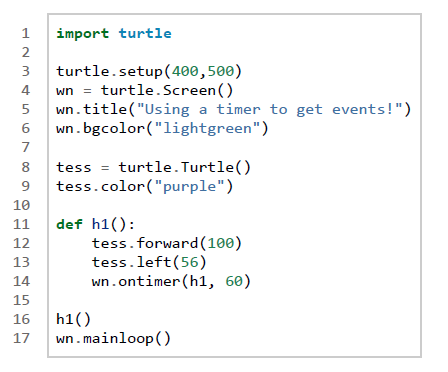 1 import turtle
2
3 turtle.setup(400,500)
4 wn = turtle.Screen()
5 wn.title("Using a timer to get events!")
6 wn.bgcolor("lightgreen")
7
8 tess = turtle.Turtle()
9 tess.color("purple")
10
11 def h1():
12     tess.forward(100)
13     tess.left(56)
14     wn.ontimer(h1, 60)
15
16 h1()
17 wn.mainloop()